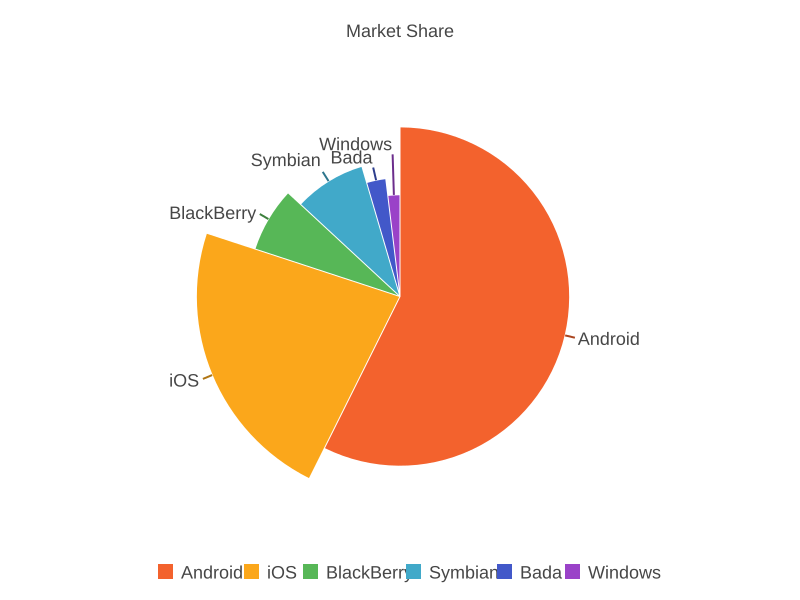 Market Share
Windows
Symbian
Bada
BlackBerry
Android
iOS
Android iOS BlackBerry Symbian Bada Windows